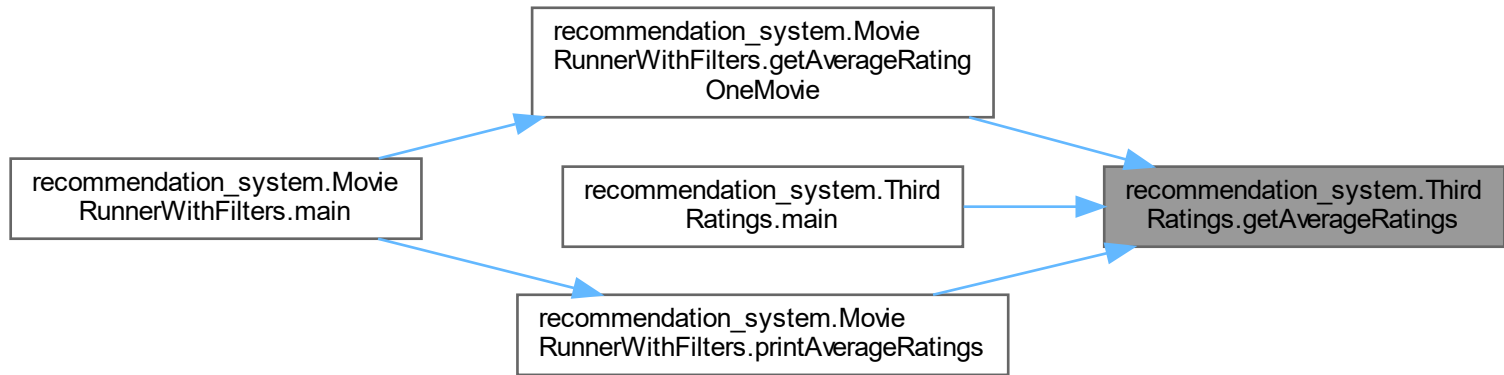 recommendation_system.Movie
RunnerWithFilters.getAverageRating
OneMovie
recommendation_system.Movie
RunnerWithFilters.main
recommendation_system.Third
Ratings.main
recommendation_system.Third
Ratings.getAverageRatings
recommendation_system.Movie
RunnerWithFilters.printAverageRatings